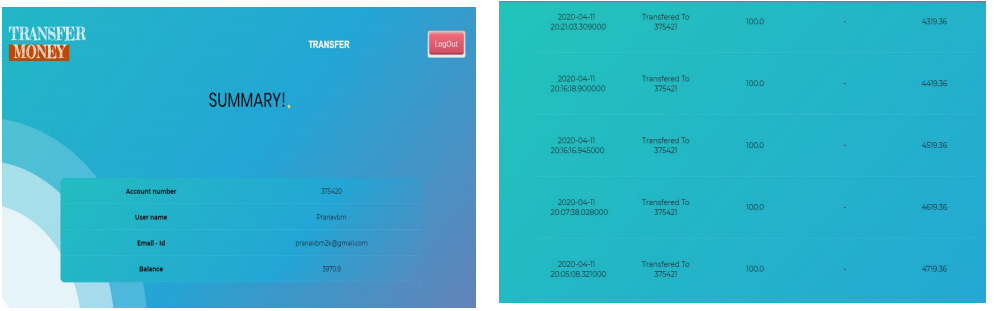 TRANSFER
MONEY
TRANSFER
LogOut
SUMMARY!.
Account number 375420
User name Pranavbm
Email - Id pranavbm2k@gmail.com
Balance 3970.9
2020-04-11 Transfered To
20:21:03.309000 375421 100.0 - 4319.36
2020-04-11 Transfered To
20:16:18.900000 375421 100.0 - 4419.36
2020-04-11 Transfered To
20:16:16.945000 375421 100.0 - 4519.36
2020-04-11 Transfered To
20:07:38.028000 375421 100.0 - 4619.36
2020-04-11 Transfered To
20:05:08.321000 375421 100.0 - 4719.36